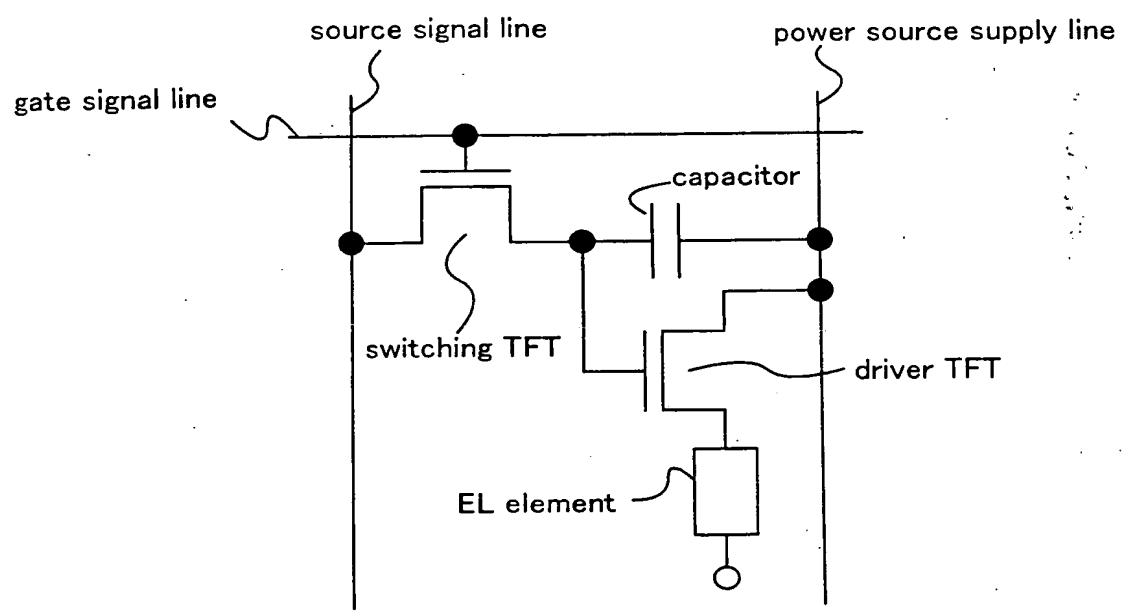 source signal line
power source supply line
gate signal line
capacitor
switching TFT
driver TFT
EL element